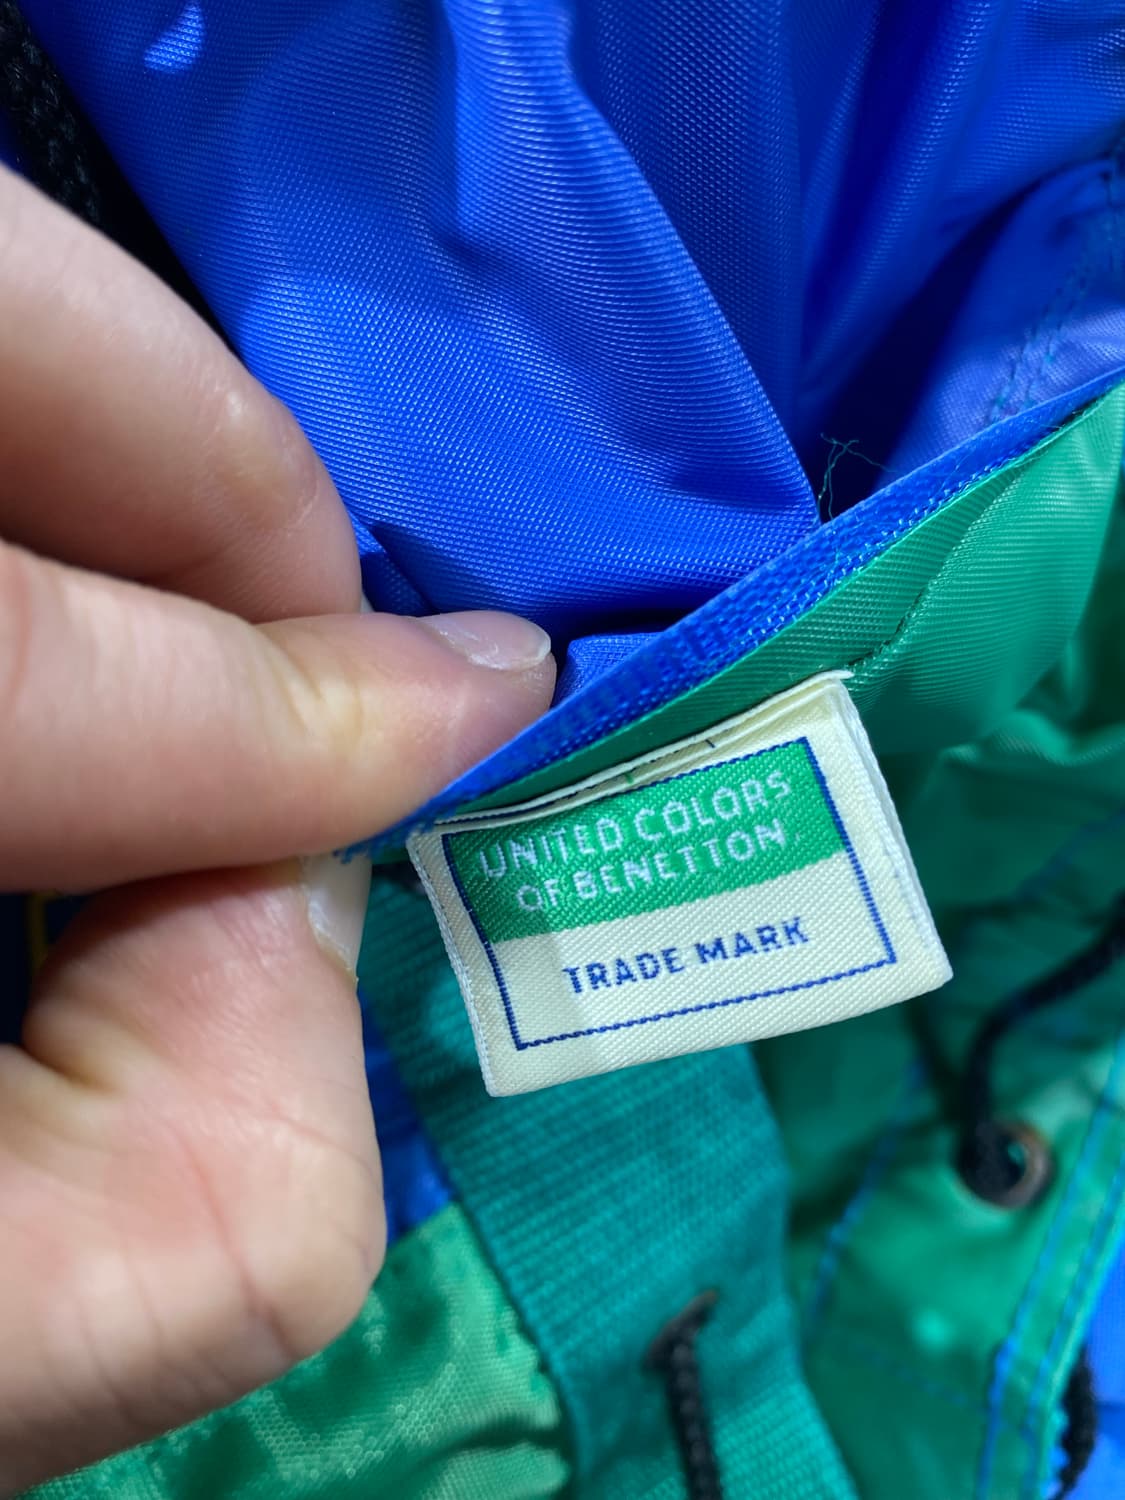 UNITED COLORS
OF BENETTON.
TRADE MARK